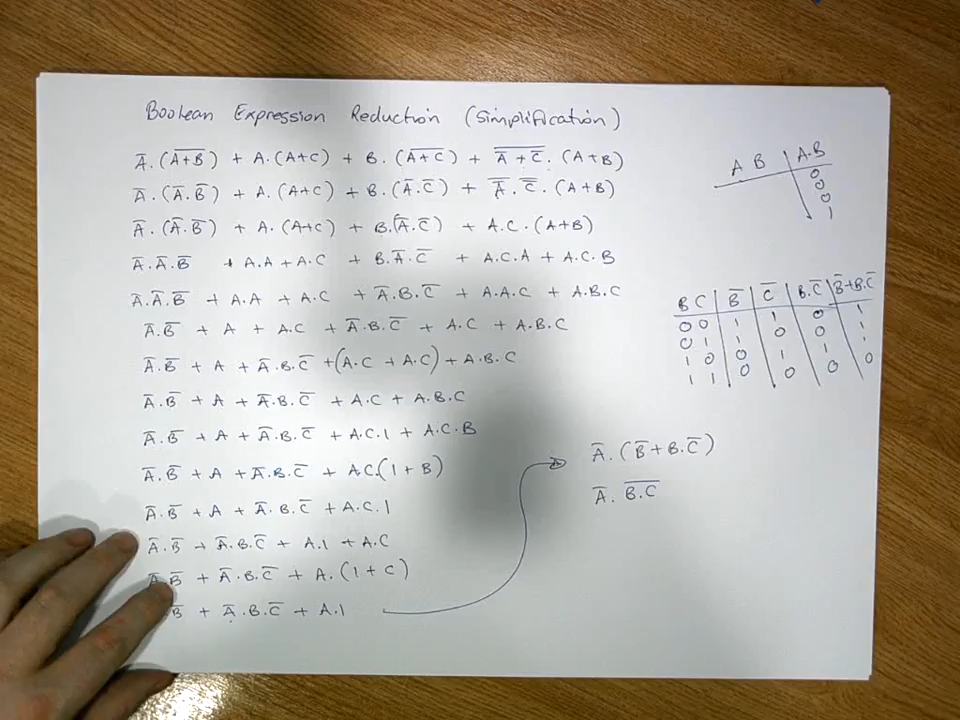 Boolean Expression Reduction (Simplification)
A̅.(A̅+̅B̅) + A.(A+C) + B.(A̅+̅C̅) + A̿+̿C̿.(A+B)
A̅.(A̅.B̅) + A.(A+C) + B.(A̅.C̅) + A̿.C̿.(A+B)
A̅.(A̅.B̅) + A.(A+C) + B.(A̅.C̅) + A.C.(A+B)
A̅.A̅.B̅ + A.A + A.C + B.A̅.C̅ + A.C.A + A.C.B
A̅.A̅.B̅ + A.A + A.C + A̅.B.C̅ + A.A.C + A.B.C
A̅.B̅ + A + A.C + A̅.B.C̅ + A.C + A.B.C
A̅.B̅ + A + A̅.B.C̅ + (A.C + A.C) + A.B.C
A̅.B̅ + A + A̅.B.C̅ + A.C + A.B.C
A̅.B̅ + A + A̅.B.C̅ + A.C.1 + A.C.B
A̅.B̅ + A + A̅.B.C̅ + A.C.(1+B)
A̅.B̅ + A + A̅.B.C̅ + A.C.1
A̅.B̅ + A̅.B.C̅ + A.1 + A.C
A̅.B̅ + A̅.B.C̅ + A.(1+C)
B̅ + A̅.B.C̅ + A.1
A̅.(B̅+B.C̅)
A̅.B̅.̅C̅
A B A.B
0
0
0
1
B C B̅ C̅ B.C̅ B̅+B.C̅
0 0 1 1 0 1
0 1 1 0 0 1
1 0 0 1 1 1
1 1 0 0 0 0